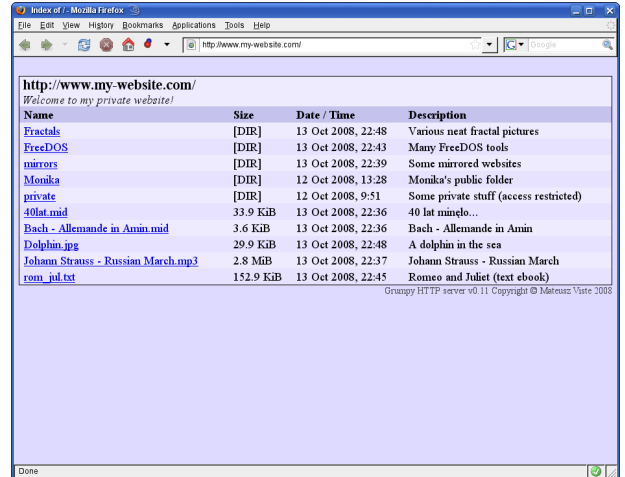 Index of / - Mozilla Firefox
File Edit View History Bookmarks Applications Tools Help
http://www.my-website.com/ Google
http://www.my-website.com/
Welcome to my private website!
Name Size Date / Time Description
Fractals [DIR] 13 Oct 2008, 22:48 Various neat fractal pictures
FreeDOS [DIR] 13 Oct 2008, 22:43 Many FreeDOS tools
mirrors [DIR] 13 Oct 2008, 22:39 Some mirrored websites
Monika [DIR] 12 Oct 2008, 13:28 Monika's public folder
private [DIR] 12 Oct 2008, 9:51 Some private stuff (access restricted)
40lat.mid 33.9 KiB 13 Oct 2008, 22:36 40 lat minęło...
Bach - Allemande in Amin.mid 3.6 KiB 13 Oct 2008, 22:36 Bach - Allemande in Amin
Dolphin.jpg 29.9 KiB 13 Oct 2008, 22:48 A dolphin in the sea
Johann Strauss - Russian March.mp3 2.8 MiB 13 Oct 2008, 22:37 Johann Strauss - Russian March
rom_jul.txt 152.9 KiB 13 Oct 2008, 22:45 Romeo and Juliet (text ebook)
Grumpy HTTP server v0.11 Copyright © Mateusz Viste 2008
Done